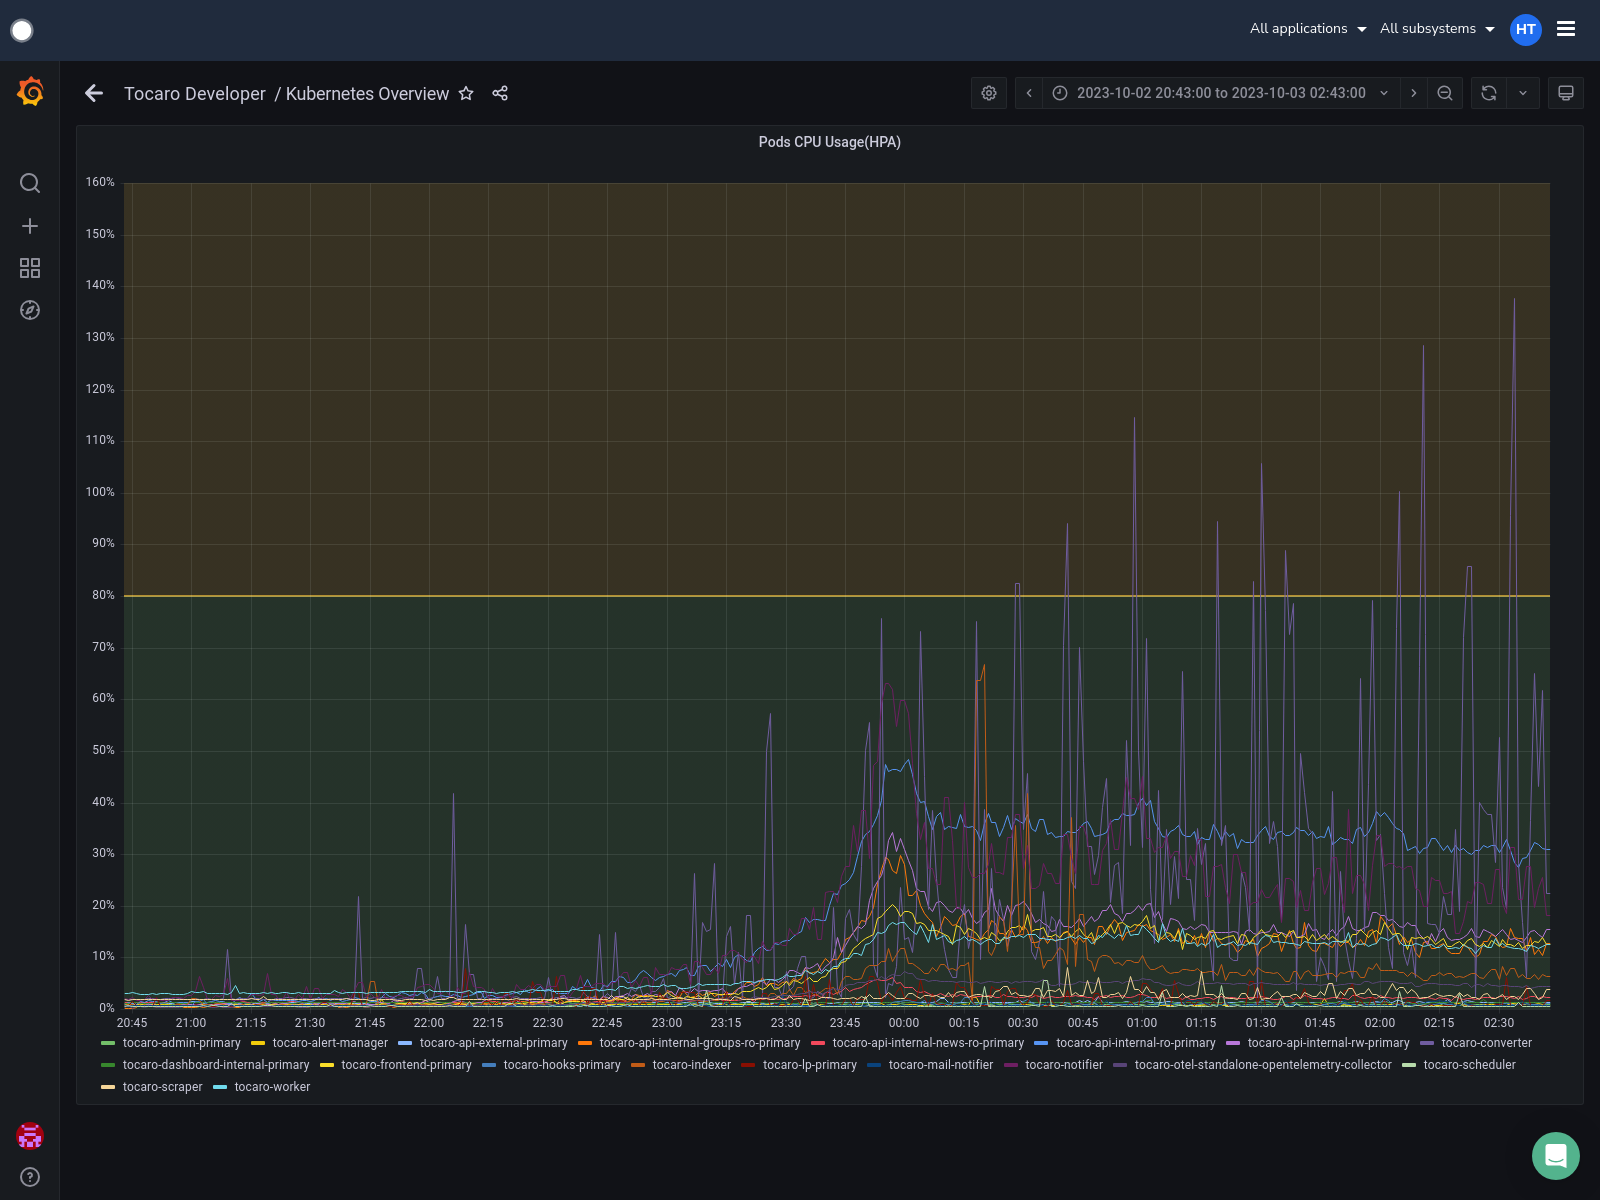 All applications All subsystems HT
Tocaro Developer / Kubernetes Overview 2023-10-02 20:43:00 to 2023-10-03 02:43:00
Pods CPU Usage(HPA)
160%
150%
140%
130%
120%
110%
100%
90%
80%
70%
60%
50%
40%
30%
20%
10%
0%
20:45 21:00 21:15 21:30 21:45 22:00 22:15 22:30 22:45 23:00 23:15 23:30 23:45 00:00 00:15 00:30 00:45 01:00 01:15 01:30 01:45 02:00 02:15 02:30
tocaro-admin-primary tocaro-alert-manager tocaro-api-external-primary tocaro-api-internal-groups-ro-primary tocaro-api-internal-news-ro-primary tocaro-api-internal-ro-primary tocaro-api-internal-rw-primary tocaro-converter
tocaro-dashboard-internal-primary tocaro-frontend-primary tocaro-hooks-primary tocaro-indexer tocaro-lp-primary tocaro-mail-notifier tocaro-notifier tocaro-otel-standalone-opentelemetry-collector tocaro-scheduler
tocaro-scraper tocaro-worker
?